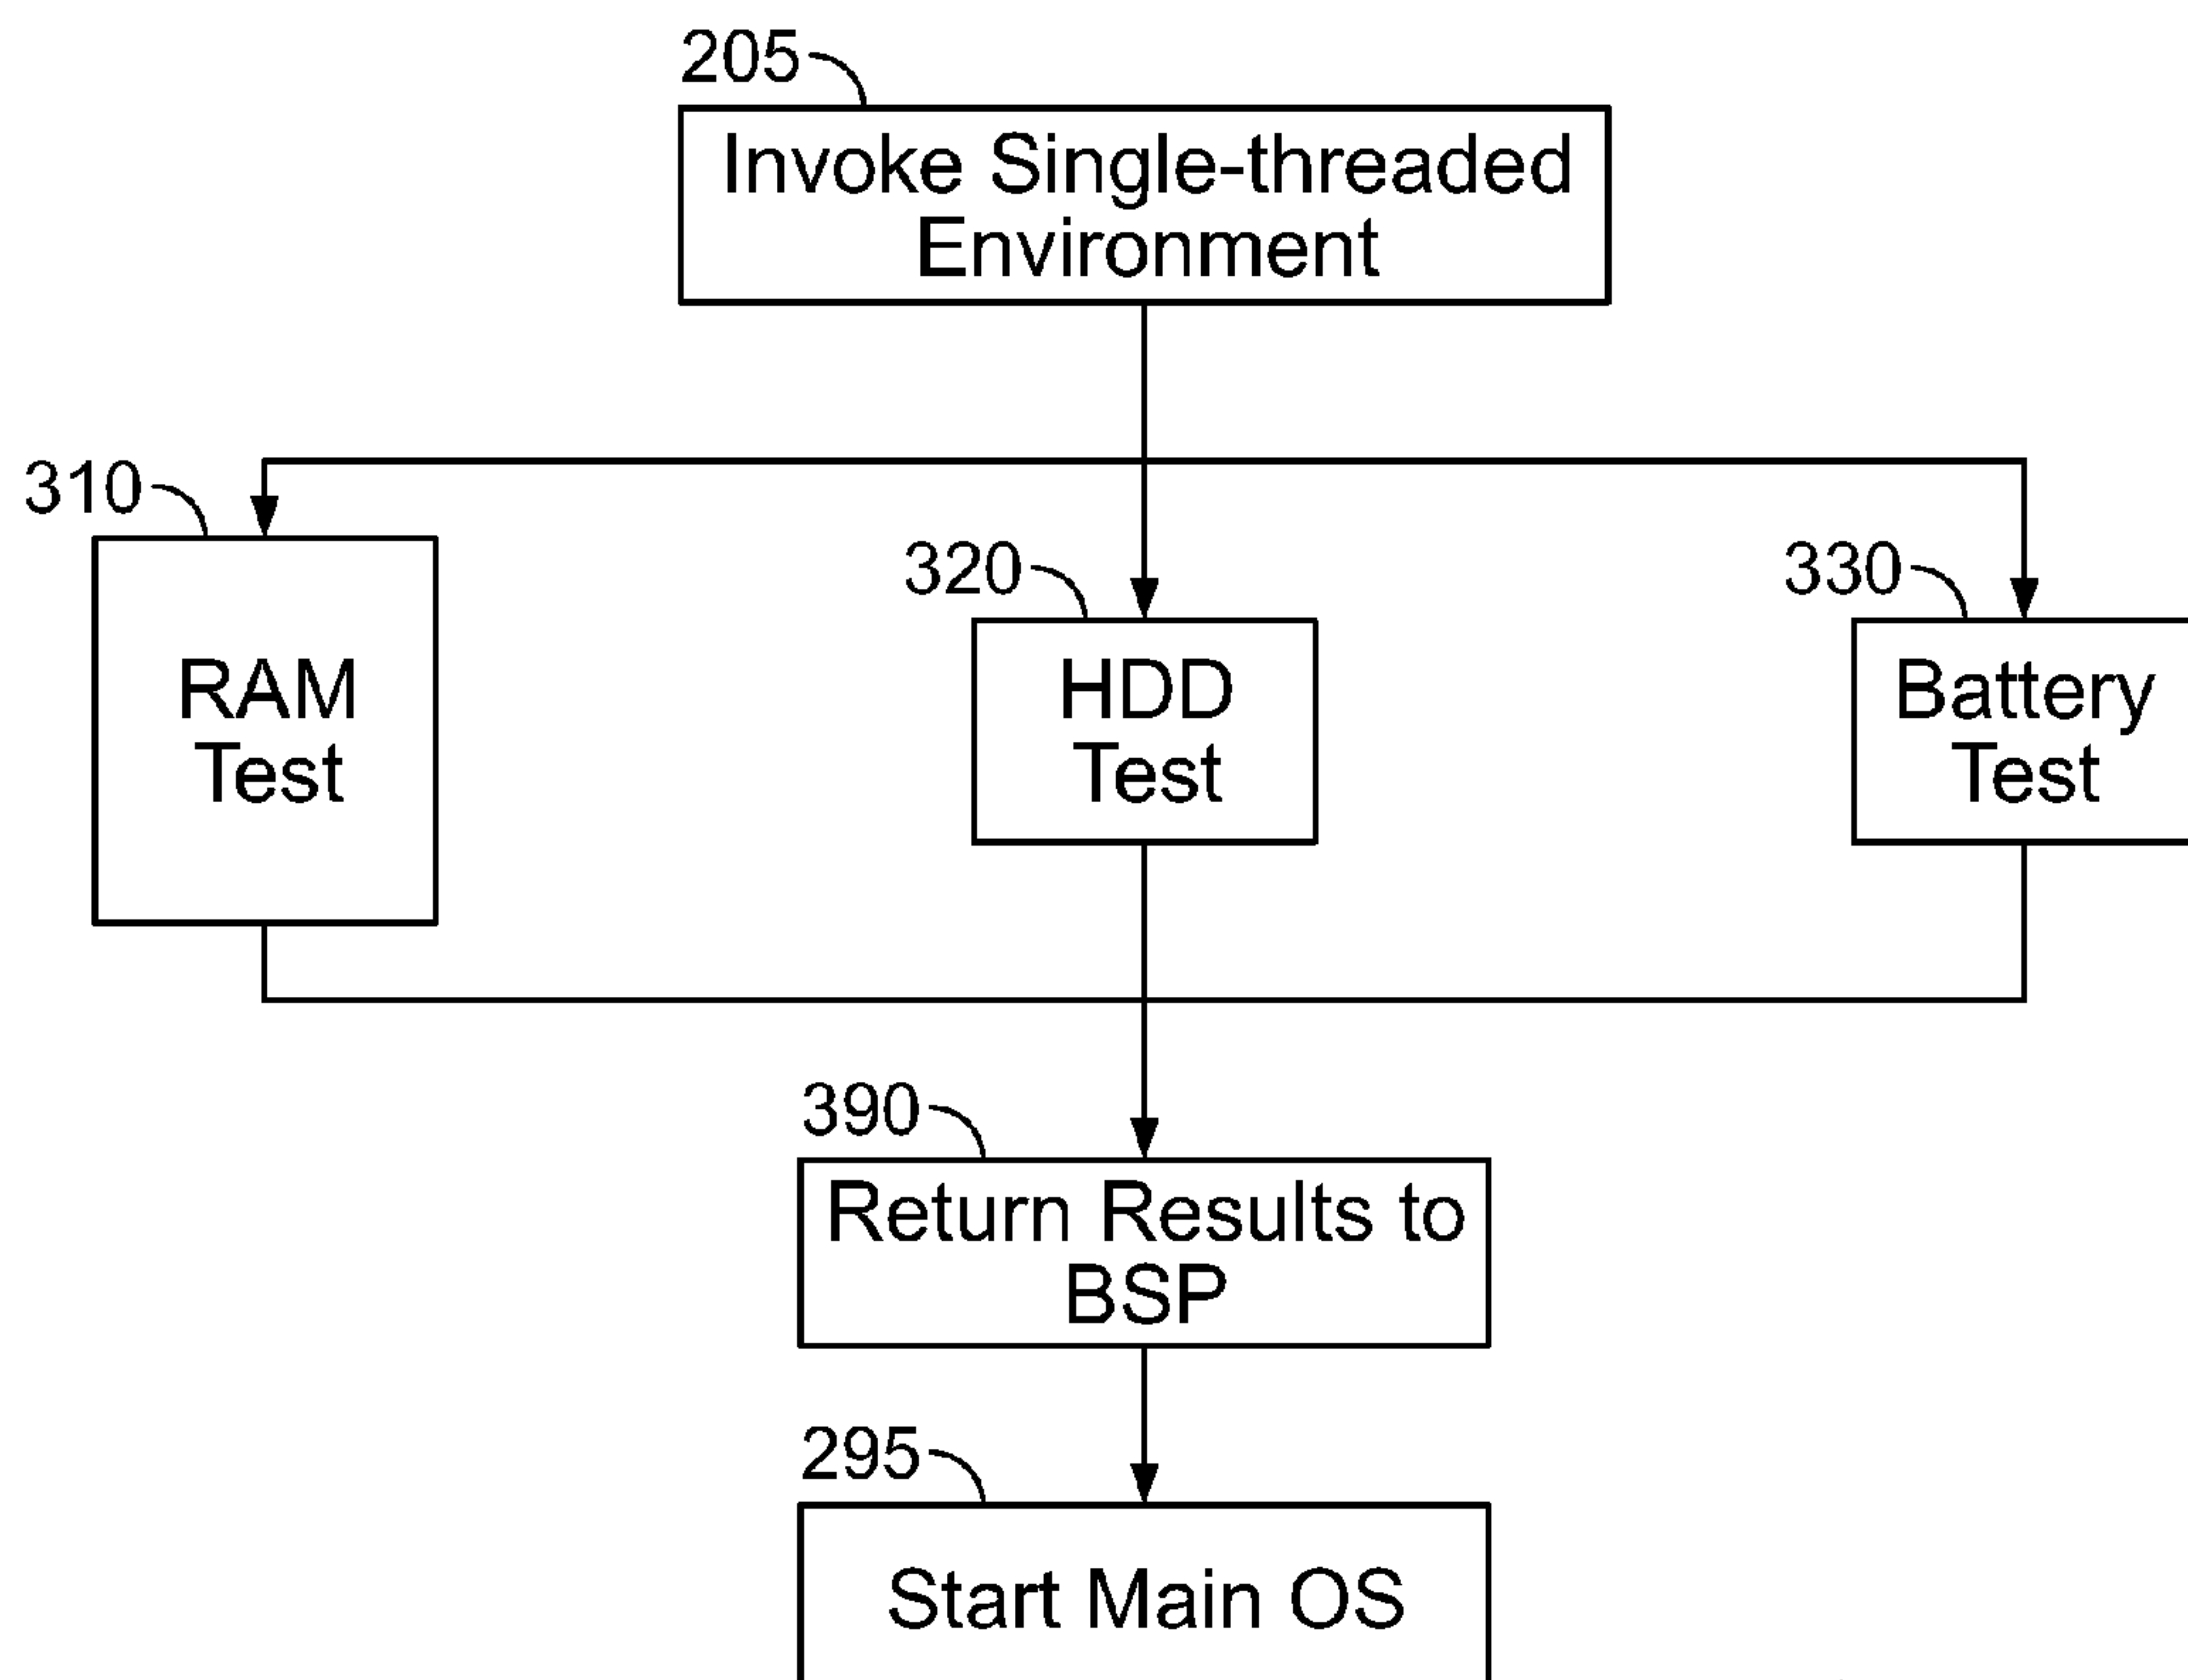 205
Invoke Single-threaded
Environment
310
320
330
RAM
Test
HDD
Test
Battery
Test
390
Return Results to
BSP
295
Start Main OS